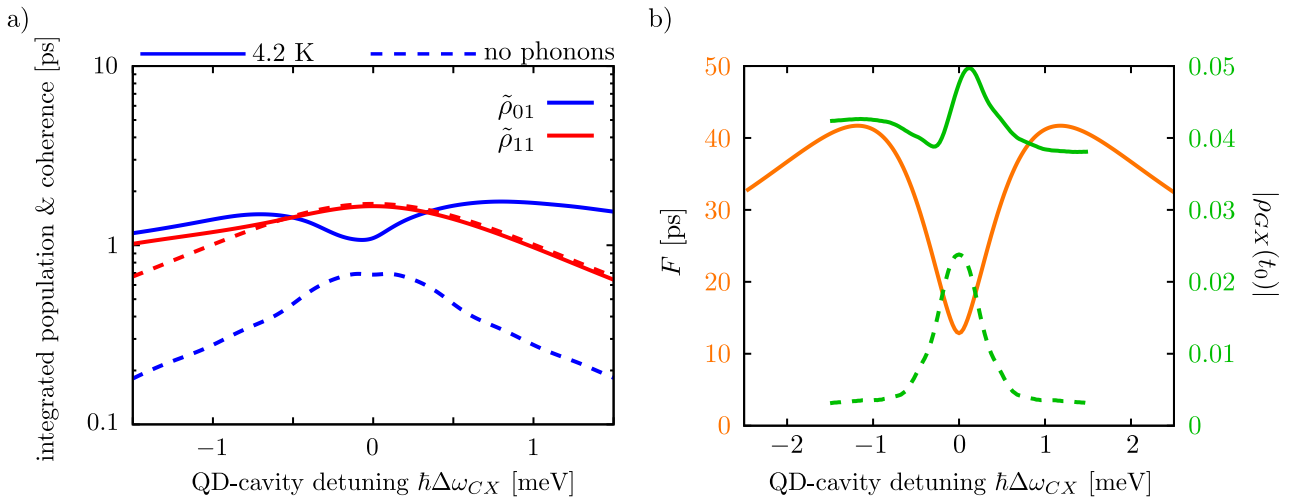 a)
4.2 K
no phonons
integrated population & coherence [ps]
10
1
0.1
ρ̃01
ρ̃11
−1
0
1
QD-cavity detuning ħΔωCX [meV]
b)
F [ps]
50
40
30
20
10
0
0.05
0.04
0.03
0.02
0.01
0
|ρGX(t0)|
−2
−1
0
1
2
QD-cavity detuning ħΔωCX [meV]